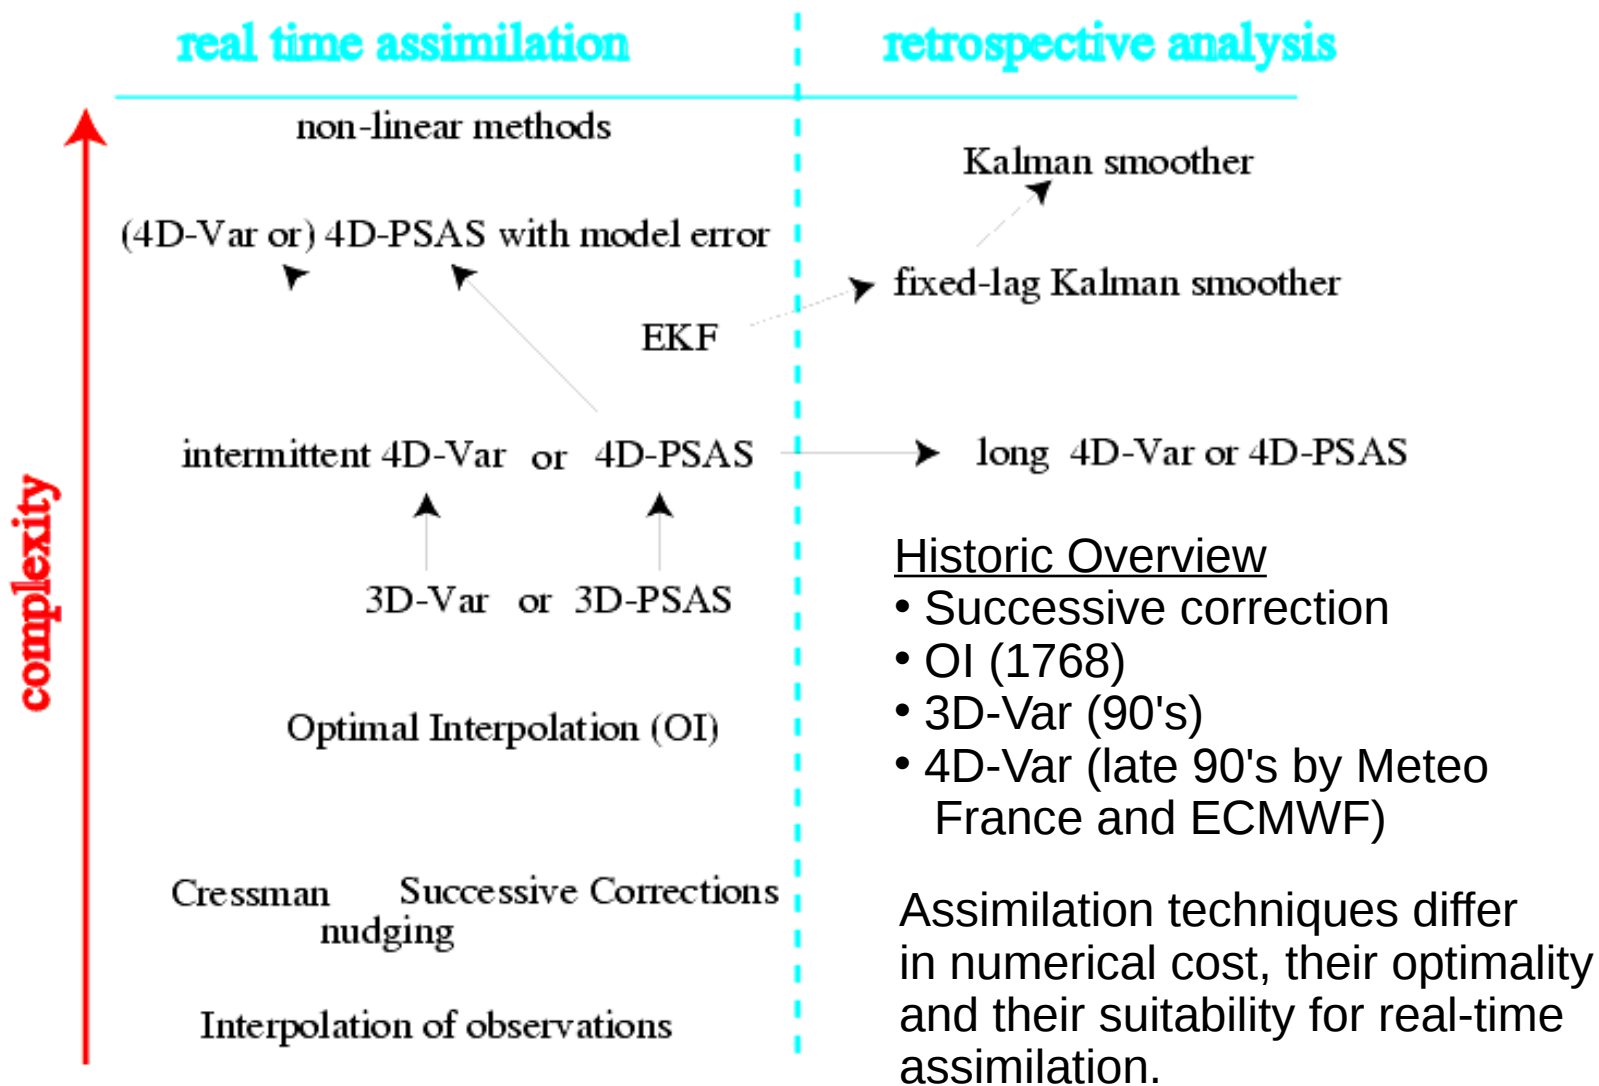 real time assimilation
retrospective analysis
non-linear methods
Kalman smoother
(4D-Var or) 4D-PSAS with model error
fixed-lag Kalman smoother
EKF
intermittent 4D-Var or 4D-PSAS
long 4D-Var or 4D-PSAS
complexity
3D-Var or 3D-PSAS
Optimal Interpolation (OI)
Cressman Successive Corrections
nudging
Interpolation of observations
Historic Overview
• Successive correction
• OI (1768)
• 3D-Var (90's)
• 4D-Var (late 90's by Meteo
France and ECMWF)
Assimilation techniques differ
in numerical cost, their optimality
and their suitability for real-time
assimilation.